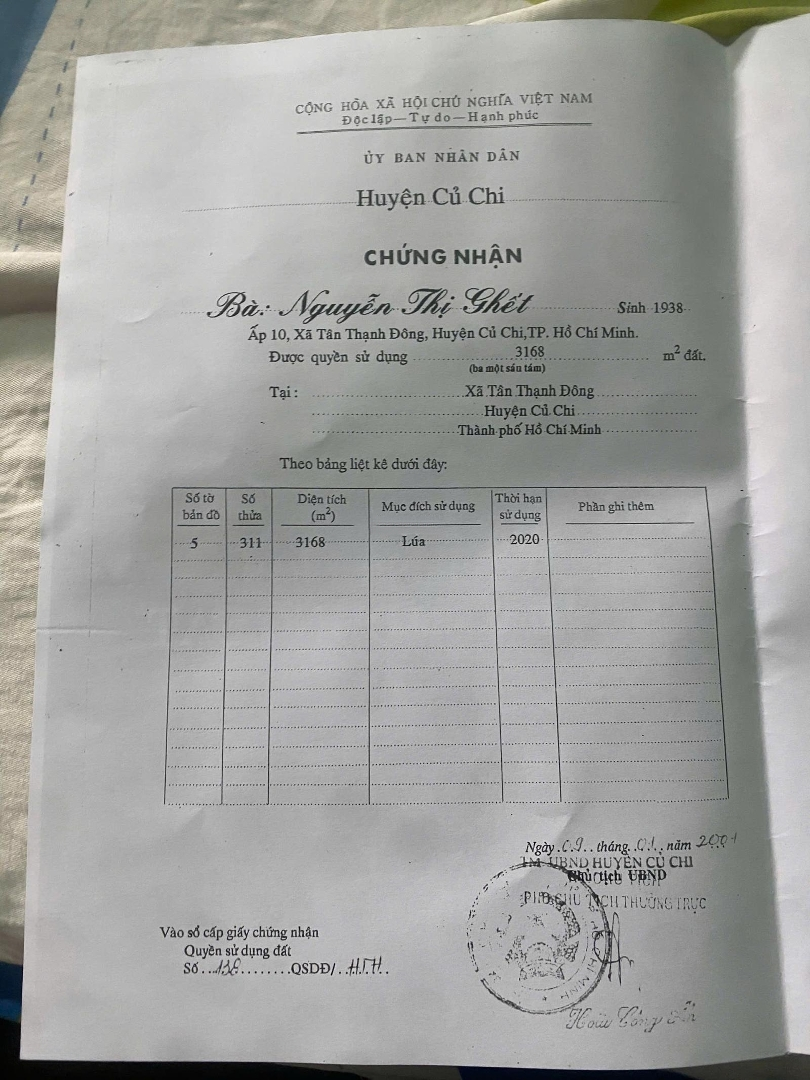 CỘNG HÒA XÃ HỘI CHỦ NGHĨA VIỆT NAM
Độc lập — Tự do — Hạnh phúc
ỦY BAN NHÂN DÂN
Huyện Củ Chi
CHỨNG NHẬN
Bà: Nguyễn Thị Ghết Sinh 1938
Ấp 10, Xã Tân Thạnh Đông, Huyện Củ Chi,TP. Hồ Chí Minh.
Được quyền sử dụng 3168 m² đất.
(ba một sáu tám)
Tại : Xã Tân Thạnh Đông
Huyện Củ Chi
Thành phố Hồ Chí Minh
Theo bảng liệt kê dưới đây:
Số tờ bản đồ Số thửa Diện tích (m²) Mục đích sử dụng Thời hạn sử dụng Phần ghi thêm
5 311 3168 Lúa 2020
Ngày 09 tháng 01 năm 2001
TM UBND HUYỆN CỦ CHI
Chủ tịch UBND
PHÓ CHỦ TỊCH THƯỜNG TRỰC
Vào sổ cấp giấy chứng nhận
Quyền sử dụng đất
Số QSDĐ/
HỒ CHÍ MINH